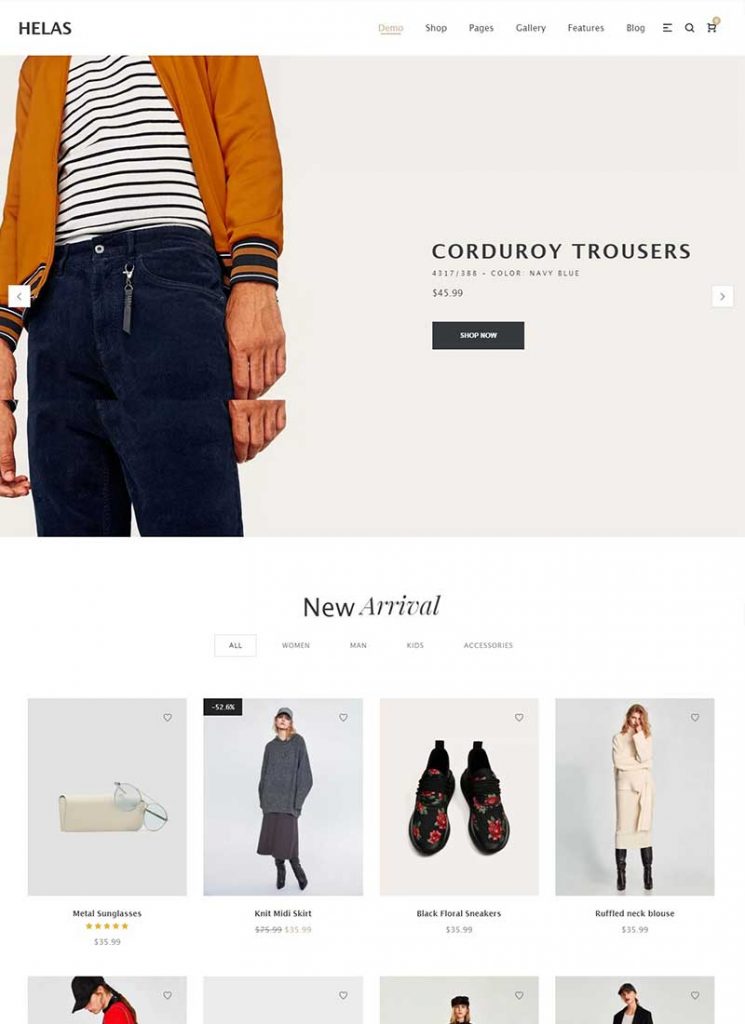 HELAS
Demo Shop Pages Gallery Features Blog
0
CORDUROY TROUSERS
4317/388 - COLOR: NAVY BLUE
$45.99
SHOP NOW
New Arrival
ALL WOMEN MAN KIDS ACCESSORIES
-52.6%
Metal Sunglasses
$35.99
Knit Midi Skirt
$75.99 $35.99
Black Floral Sneakers
$35.99
Ruffled neck blouse
$35.99